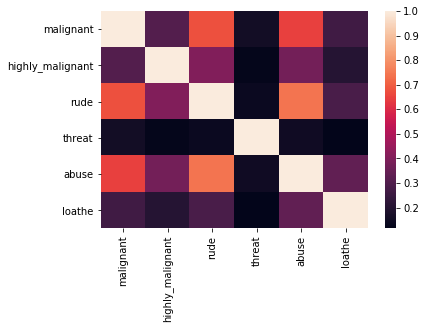 malignant
highly_malignant
rude
threat
abuse
loathe
malignant
highly_malignant
rude
threat
abuse
loathe
1.0
0.9
0.8
0.7
0.6
0.5
0.4
0.3
0.2